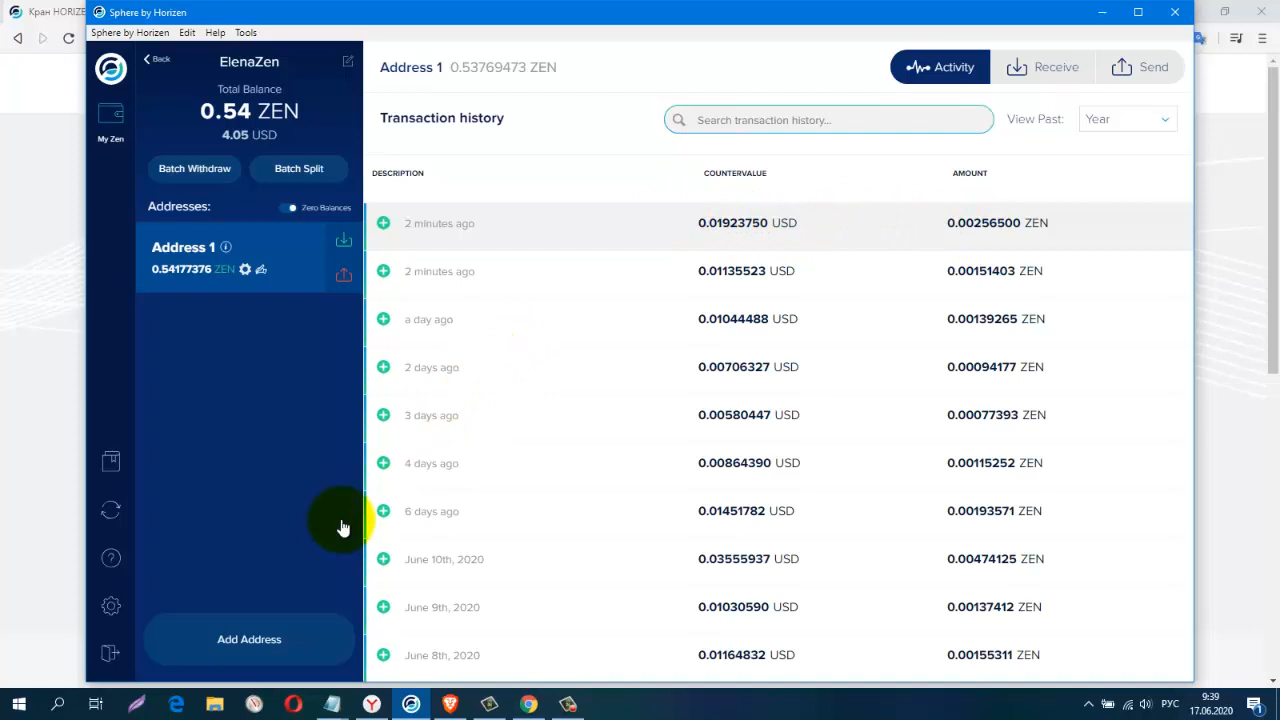 Кран HORIZE
Sphere by Horizen
Sphere by Horizen Edit Help Tools
Back
ElenaZen
Total Balance
0.54 ZEN
4.05 USD
My Zen
Batch Withdraw
Batch Split
Addresses:
Zero Balances
Address 1
0.54177376 ZEN
Add Address
Address 1 0.53769473 ZEN
Activity
Receive
Send
Transaction history
Search transaction history...
View Past:
Year
DESCRIPTION COUNTERVALUE AMOUNT
2 minutes ago 0.01923750 USD 0.00256500 ZEN
2 minutes ago 0.01135523 USD 0.00151403 ZEN
a day ago 0.01044488 USD 0.00139265 ZEN
2 days ago 0.00706327 USD 0.00094177 ZEN
3 days ago 0.00580447 USD 0.00077393 ZEN
4 days ago 0.00864390 USD 0.00115252 ZEN
6 days ago 0.01451782 USD 0.00193571 ZEN
June 10th, 2020 0.03555937 USD 0.00474125 ZEN
June 9th, 2020 0.01030590 USD 0.00137412 ZEN
June 8th, 2020 0.01164832 USD 0.00155311 ZEN
РУС
9:39
17.06.2020